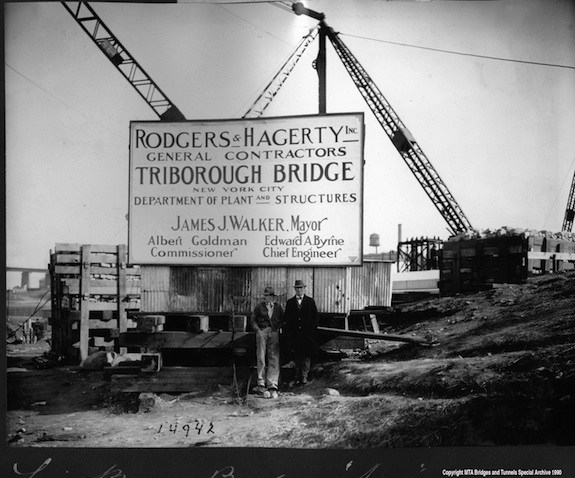 RODGERS & HAGERTY INC
GENERAL CONTRACTORS
TRIBOROUGH BRIDGE
NEW YORK CITY
DEPARTMENT OF PLANT AND STRUCTURES
JAMES J. WALKER, Mayor
Albert Goldman Edward A Byrne
Commissioner Chief Engineer
14942
Copyright MTA Bridges and Tunnels Special Archive 1990